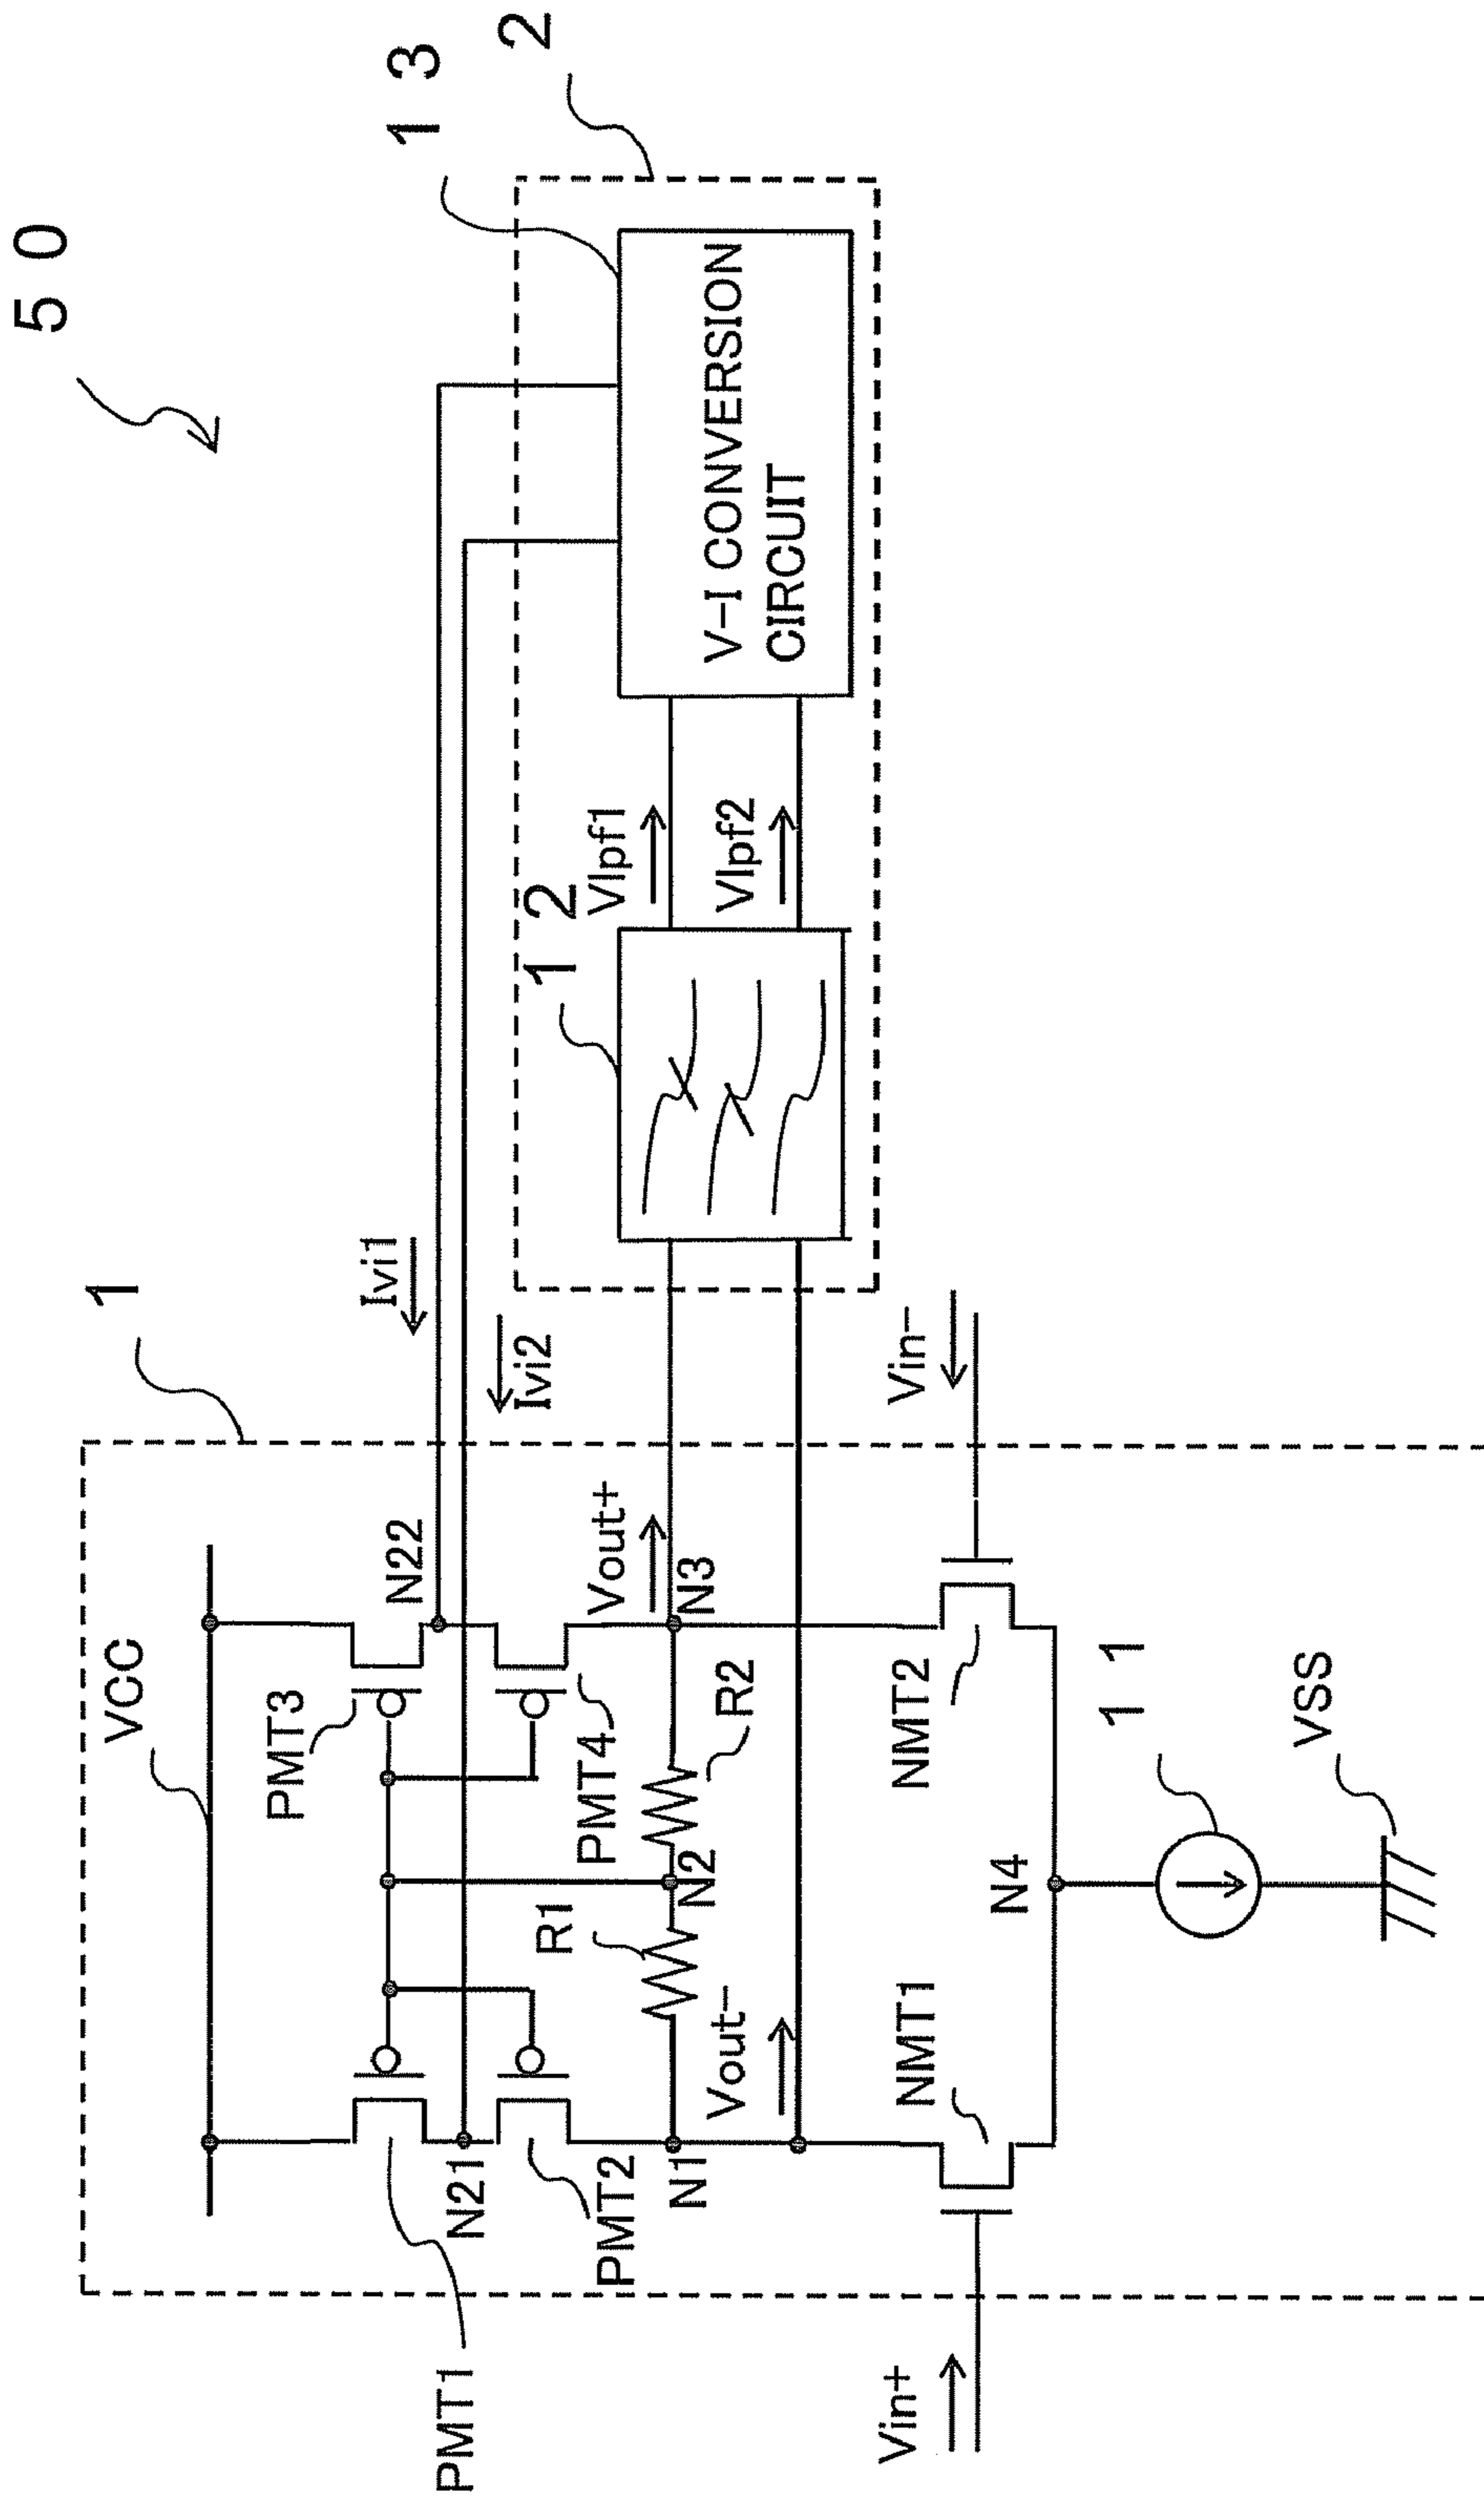 50
1
13
2
VCC
PMT3
N22
Ivi1
Ivi2
PMT1
N21
PMT2
PMT4
Vout+
N3
12
Vlpf1
Vlpf2
V-I CONVERSION
CIRCUIT
R1
N2
R2
N1
Vout-
Vin+
NMT1
NMT2
Vin-
N4
11
VSS